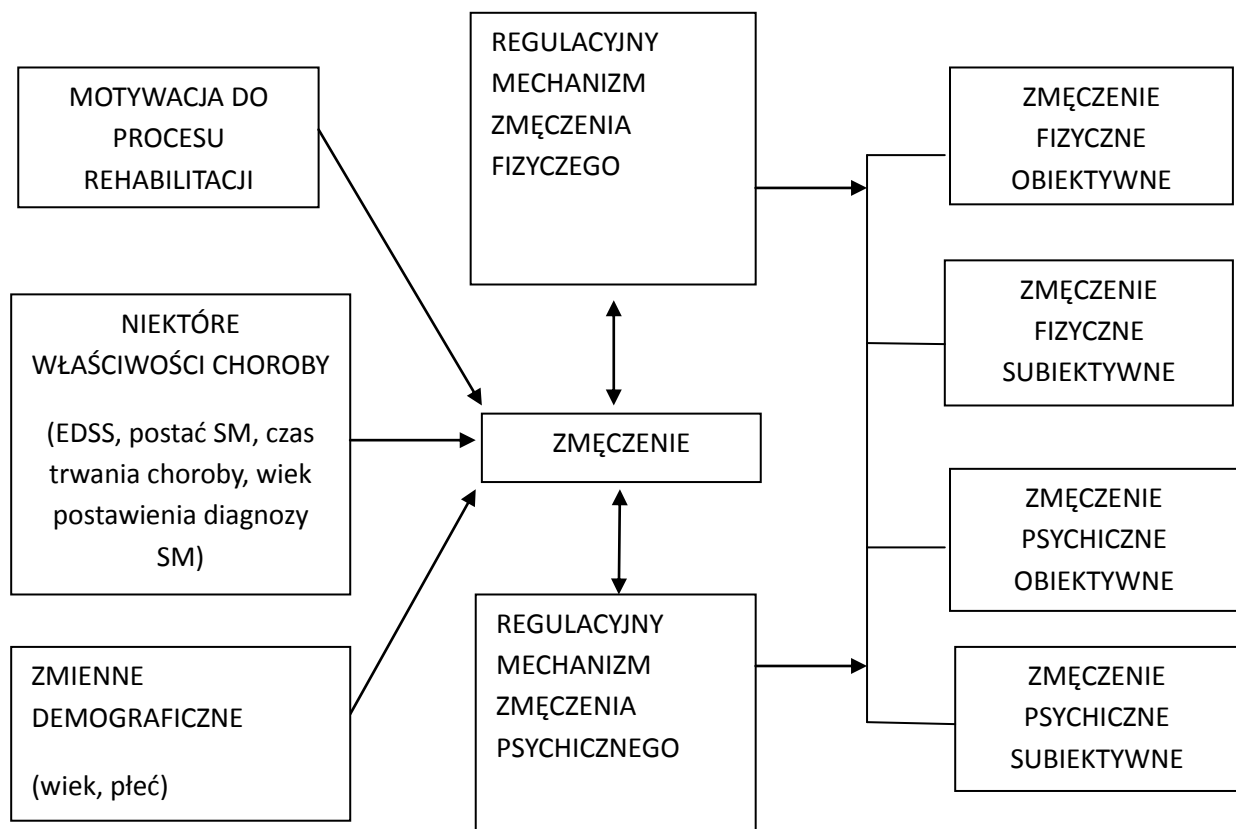 MOTYWACJA DO
PROCESU
REHABILITACJI
NIEKTÓRE
WŁAŚCIWOŚCI CHOROBY
(EDSS, postać SM, czas
trwania choroby, wiek
postawienia diagnozy
SM)
ZMIENNE
DEMOGRAFICZNE
(wiek, płeć)
REGULACYJNY
MECHANIZM
ZMĘCZENIA
FIZYCZEGO
ZMĘCZENIE
REGULACYJNY
MECHANIZM
ZMĘCZENIA
PSYCHICZNEGO
ZMĘCZENIE
FIZYCZNE
OBIEKTYWNE
ZMĘCZENIE
FIZYCZNE
SUBIEKTYWNE
ZMĘCZENIE
PSYCHICZNE
OBIEKTYWNE
ZMĘCZENIE
PSYCHICZNE
SUBIEKTYWNE